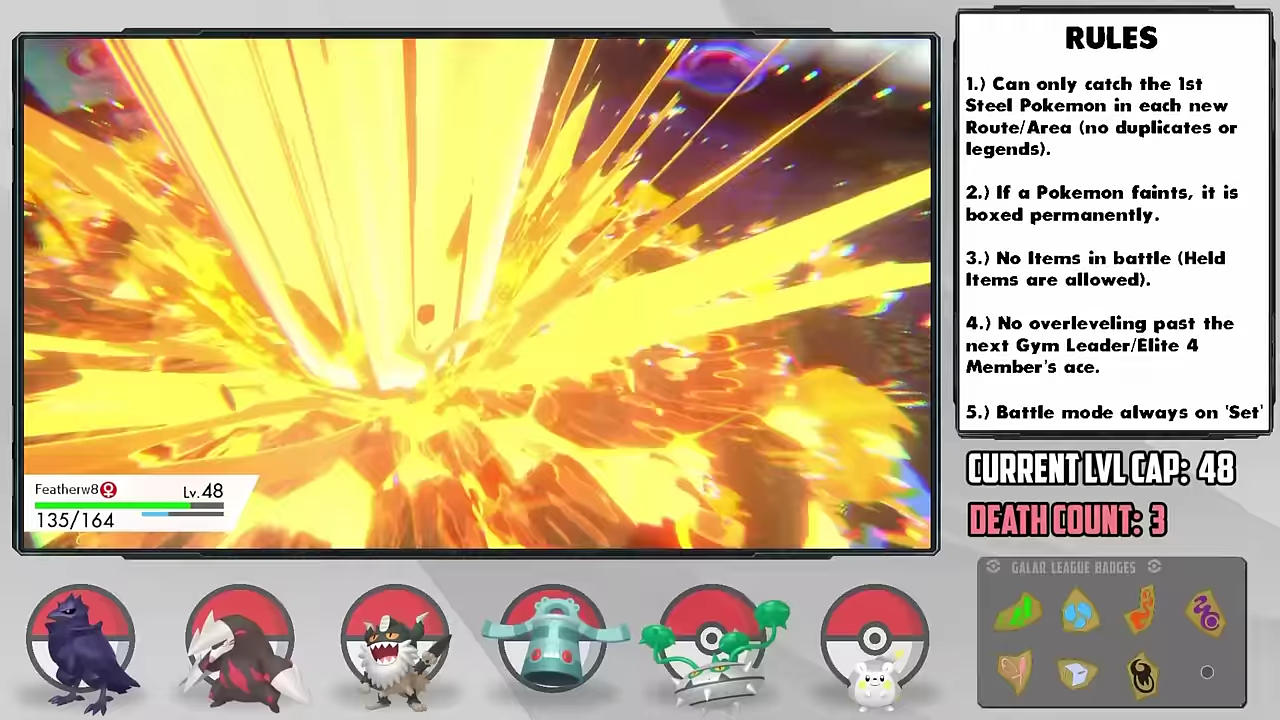 RULES
1.) Can only catch the 1st
Steel Pokemon in each new
Route/Area (no duplicates or
legends).
2.) If a Pokemon faints, it is
boxed permanently.
3.) No Items in battle (Held
Items are allowed).
4.) No overleveling past the
next Gym Leader/Elite 4
Member's ace.
5.) Battle mode always on 'Set'
CURRENT LVL CAP: 48
DEATH COUNT: 3
GALAR LEAGUE BADGES
Featherw8 ♀ Lv. 48
135/164